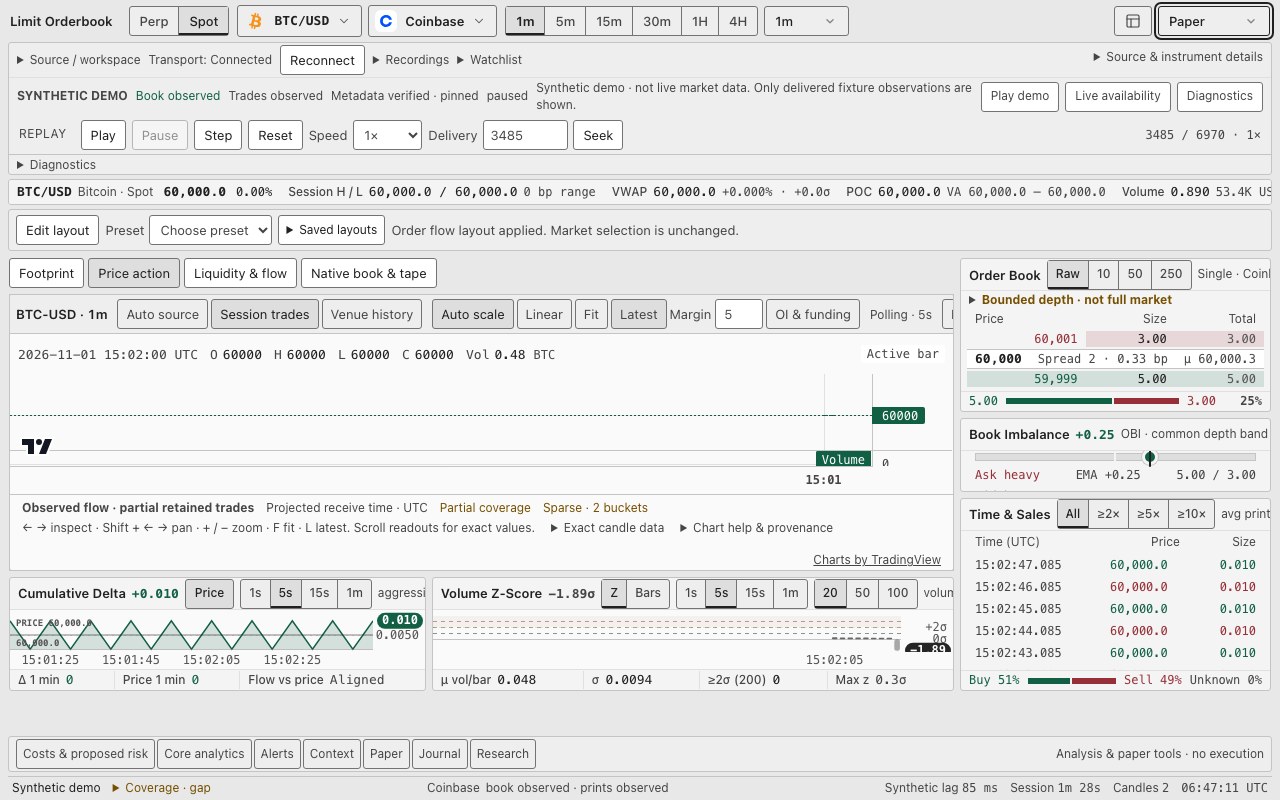 Limit Orderbook Perp Spot BTC/USD Coinbase 1m 5m 15m 30m 1H 4H 1m Paper
Source / workspace Transport: Connected Reconnect Recordings Watchlist Source & instrument details
SYNTHETIC DEMO Book observed Trades observed Metadata verified · pinned paused Synthetic demo · not live market data. Only delivered fixture observations are shown. Play demo Live availability Diagnostics
REPLAY Play Pause Step Reset Speed 1× Delivery 3485 Seek 3485 / 6970 · 1×
Diagnostics
BTC/USD Bitcoin · Spot 60,000.0 0.00% Session H / L 60,000.0 / 60,000.0 0 bp range VWAP 60,000.0 +0.000% · +0.0σ POC 60,000.0 VA 60,000.0 – 60,000.0 Volume 0.890 53.4K US
Edit layout Preset Choose preset Saved layouts Order flow layout applied. Market selection is unchanged.
Footprint Price action Liquidity & flow Native book & tape
BTC-USD · 1m Auto source Session trades Venue history Auto scale Linear Fit Latest Margin 5 OI & funding Polling · 5s
2026-11-01 15:02:00 UTC O 60000 H 60000 L 60000 C 60000 Vol 0.48 BTC Active bar
60000
Volume 0
15:01
Observed flow · partial retained trades Projected receive time · UTC Partial coverage Sparse · 2 buckets
← → inspect · Shift + ← → pan · + / − zoom · F fit · L latest. Scroll readouts for exact values. Exact candle data Chart help & provenance
Charts by TradingView
Order Book Raw 10 50 250 Single · Coin
Bounded depth · not full market
Price Size Total
60,001 3.00 3.00
60,000 Spread 2 · 0.33 bp µ 60,000.3
59,999 5.00 5.00
5.00 3.00 25%
Book Imbalance +0.25 OBI · common depth band
Ask heavy EMA +0.25 5.00 / 3.00
Time & Sales All ≥2× ≥5× ≥10× avg print
Time (UTC) Price Size
15:02:47.085 60,000.0 0.010
15:02:46.085 60,000.0 0.010
15:02:45.085 60,000.0 0.010
15:02:44.085 60,000.0 0.010
15:02:43.085 60,000.0 0.010
Buy 51% Sell 49% Unknown 0%
Cumulative Delta +0.010 Price 1s 5s 15s 1m aggressi
PRICE 60,000.0 0.010
60,000.0 0.0050
15:01:25 15:01:45 15:02:05 15:02:25
Δ 1 min 0 Price 1 min 0 Flow vs price Aligned
Volume Z-Score −1.89σ Z Bars 1s 5s 15s 1m 20 50 100 volum
+2σ
0σ
−1.89
15:02:05
µ vol/bar 0.048 σ 0.0094 ≥2σ (200) 0 Max z 0.3σ
Costs & proposed risk Core analytics Alerts Context Paper Journal Research Analysis & paper tools · no execution
Synthetic demo Coverage · gap Coinbase book observed · prints observed Synthetic lag 85 ms Session 1m 28s Candles 2 06:47:11 UTC